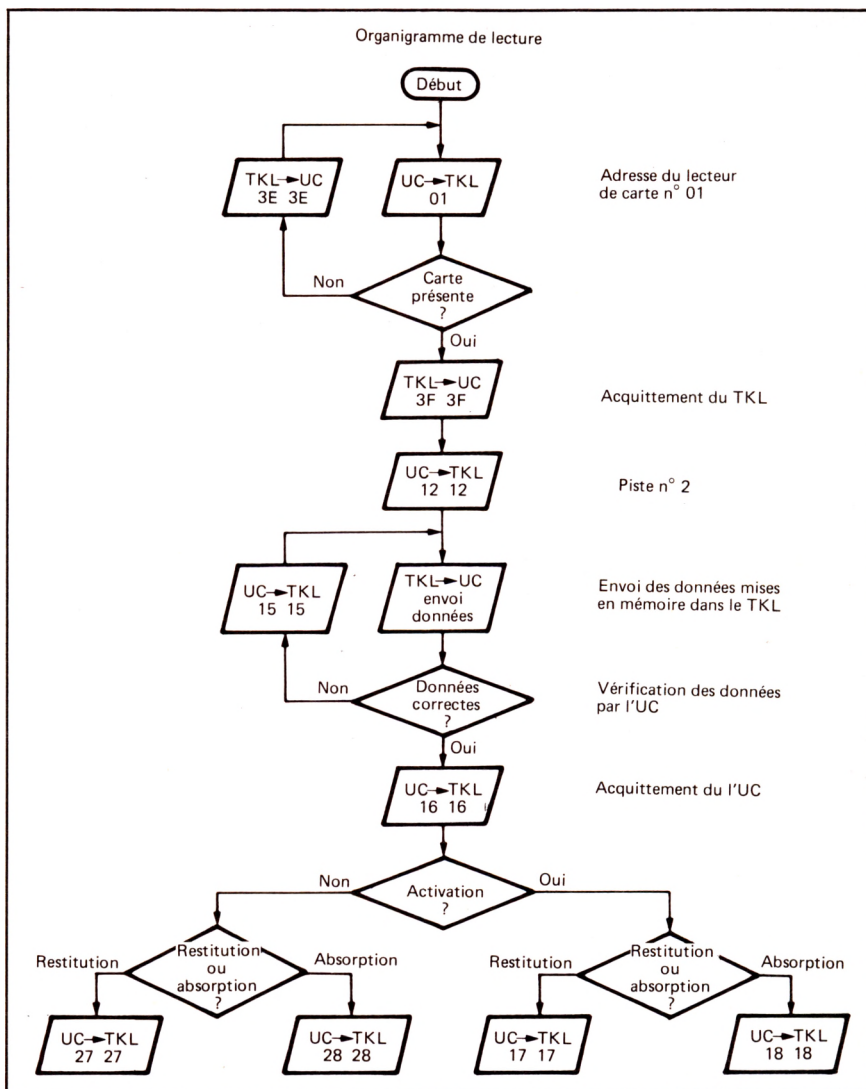 Organigramme de lecture
Début
TKL→UC
3E 3E
UC→TKL
01
Adresse du lecteur
de carte n° 01
Non
Carte
présente
?
Oui
TKL→UC
3F 3F
Acquittement du TKL
UC→TKL
12 12
Piste n° 2
UC→TKL
15 15
TKL→UC
envoi
données
Envoi des données mises
en mémoire dans le TKL
Non
Données
correctes
?
Vérification des données
par l'UC
Oui
UC→TKL
16 16
Acquittement du l'UC
Non
Activation
?
Oui
Restitution
Restitution
ou
absorption
?
Absorption
Restitution
Restitution
ou
absorption
?
Absorption
UC→TKL
27 27
UC→TKL
28 28
UC→TKL
17 17
UC→TKL
18 18